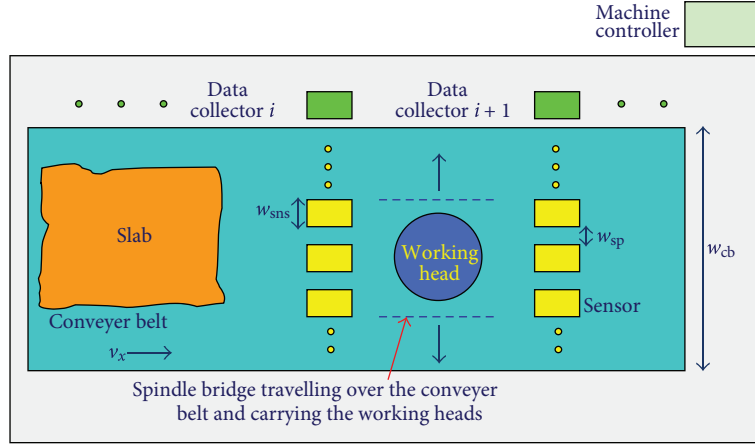 Machine
controller
Data
collector i
Data
collector i + 1
w_sns
w_sp
w_cb
Slab
Working
head
Sensor
Conveyer belt
v_x
Spindle bridge travelling over the conveyer
belt and carrying the working heads